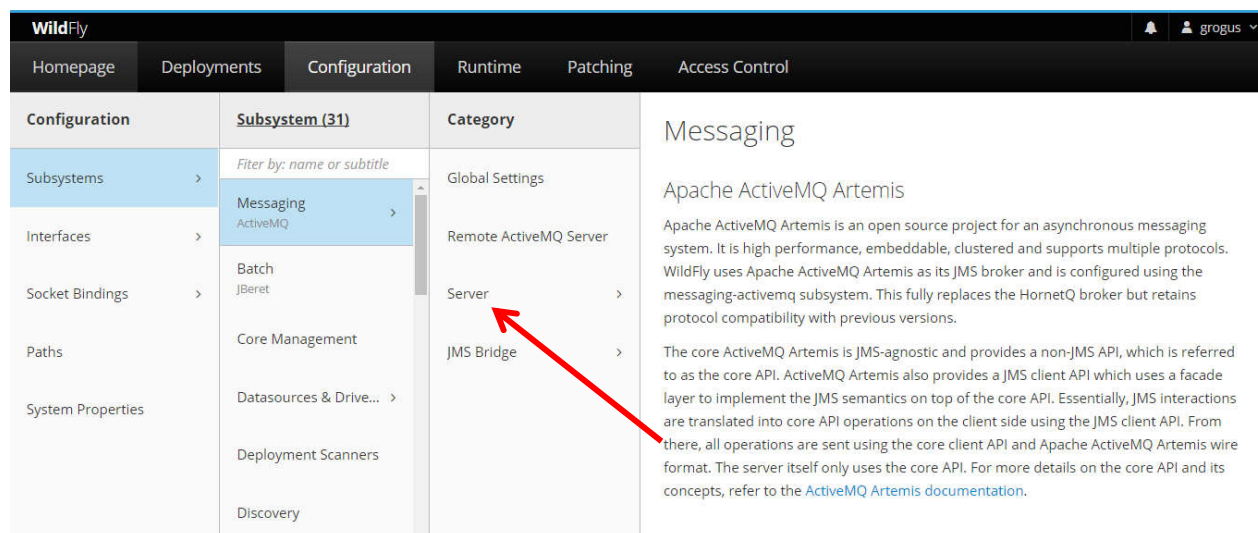 WildFly
grogus
Homepage Deployments Configuration Runtime Patching Access Control
Configuration
Subsystems
Interfaces
Socket Bindings
Paths
System Properties
Subsystem (31)
Fiter by: name or subtitle
Messaging
ActiveMQ
Batch
JBeret
Core Management
Datasources & Drive...
Deployment Scanners
Discovery
Category
Global Settings
Remote ActiveMQ Server
Server
JMS Bridge
Messaging
Apache ActiveMQ Artemis
Apache ActiveMQ Artemis is an open source project for an asynchronous messaging
system. It is high performance, embeddable, clustered and supports multiple protocols.
WildFly uses Apache ActiveMQ Artemis as its JMS broker and is configured using the
messaging-activemq subsystem. This fully replaces the HornetQ broker but retains
protocol compatibility with previous versions.
The core ActiveMQ Artemis is JMS-agnostic and provides a non-JMS API, which is referred
to as the core API. ActiveMQ Artemis also provides a JMS client API which uses a facade
layer to implement the JMS semantics on top of the core API. Essentially, JMS interactions
are translated into core API operations on the client side using the JMS client API. From
there, all operations are sent using the core client API and Apache ActiveMQ Artemis wire
format. The server itself only uses the core API. For more details on the core API and its
concepts, refer to the ActiveMQ Artemis documentation.